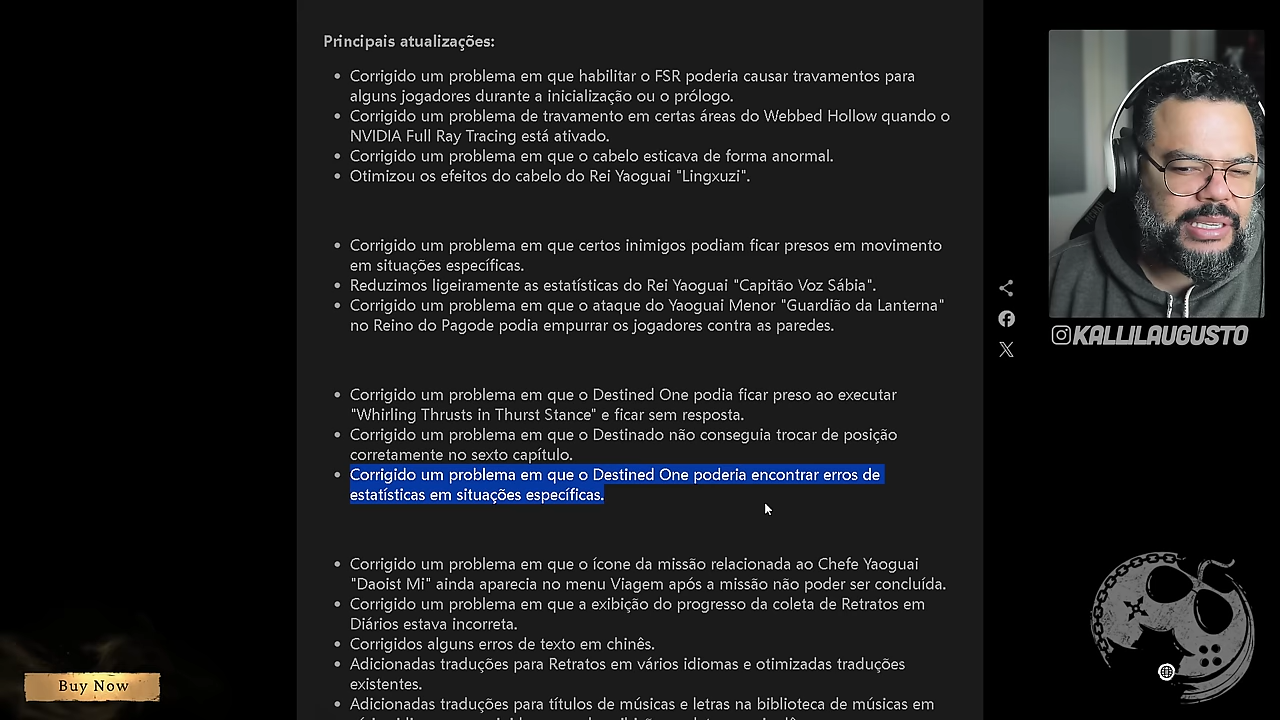 Principais atualizações:
Corrigido um problema em que habilitar o FSR poderia causar travamentos para
alguns jogadores durante a inicialização ou o prólogo.
Corrigido um problema de travamento em certas áreas do Webbed Hollow quando o
NVIDIA Full Ray Tracing está ativado.
Corrigido um problema em que o cabelo esticava de forma anormal.
Otimizou os efeitos do cabelo do Rei Yaoguai "Lingxuzi".
Corrigido um problema em que certos inimigos podiam ficar presos em movimento
em situações específicas.
Reduzimos ligeiramente as estatísticas do Rei Yaoguai "Capitão Voz Sábia".
Corrigido um problema em que o ataque do Yaoguai Menor "Guardião da Lanterna"
no Reino do Pagode podia empurrar os jogadores contra as paredes.
Corrigido um problema em que o Destined One podia ficar preso ao executar
"Whirling Thrusts in Thurst Stance" e ficar sem resposta.
Corrigido um problema em que o Destinado não conseguia trocar de posição
corretamente no sexto capítulo.
Corrigido um problema em que o Destined One poderia encontrar erros de
estatísticas em situações específicas.
Corrigido um problema em que o ícone da missão relacionada ao Chefe Yaoguai
"Daoist Mi" ainda aparecia no menu Viagem após a missão não poder ser concluída.
Corrigido um problema em que a exibição do progresso da coleta de Retratos em
Diários estava incorreta.
Corrigidos alguns erros de texto em chinês.
Adicionadas traduções para Retratos em vários idiomas e otimizadas traduções
existentes.
Adicionadas traduções para títulos de músicas e letras na biblioteca de músicas em
KALLILAUGUSTO
Buy Now